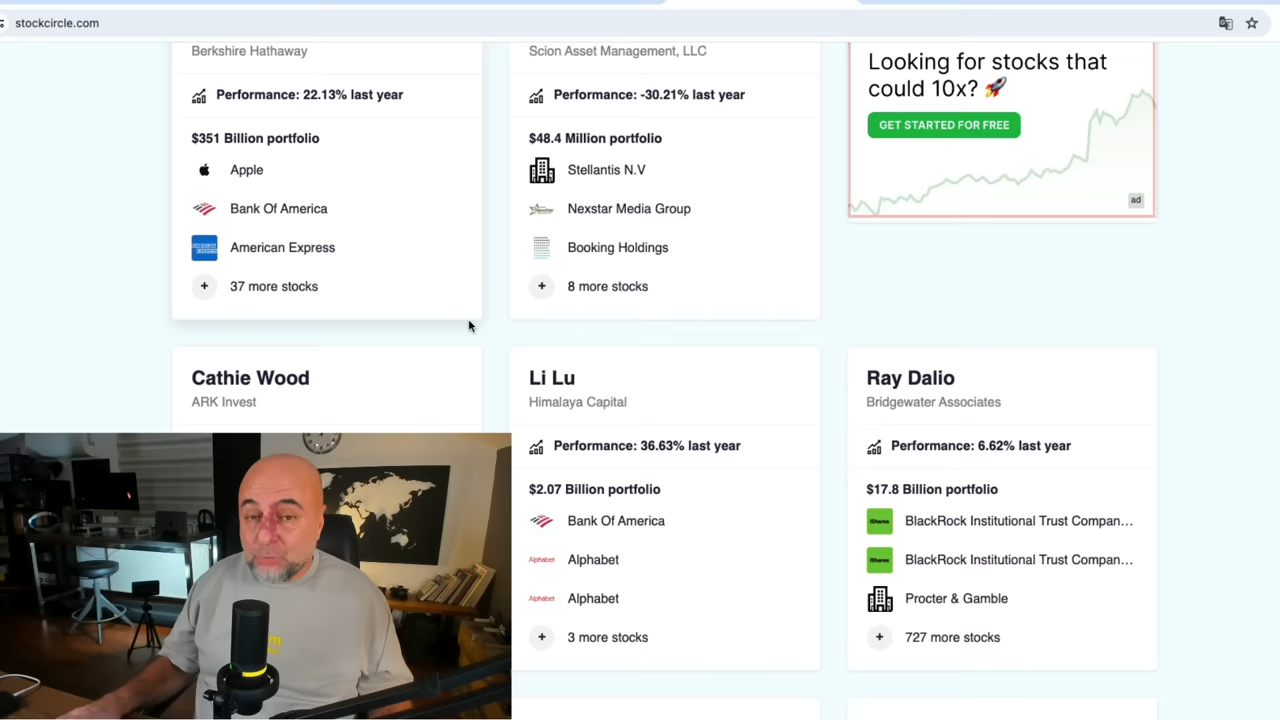 stockcircle.com
Berkshire Hathaway
Performance: 22.13% last year
$351 Billion portfolio
Apple
Bank Of America
American Express
+ 37 more stocks
Scion Asset Management, LLC
Performance: -30.21% last year
$48.4 Million portfolio
Stellantis N.V
Nexstar Media Group
Booking Holdings
+ 8 more stocks
Looking for stocks that
could 10x? 🚀
GET STARTED FOR FREE
ad
Cathie Wood
ARK Invest
Li Lu
Himalaya Capital
Performance: 36.63% last year
$2.07 Billion portfolio
Bank Of America
Alphabet Alphabet
Alphabet Alphabet
+ 3 more stocks
Ray Dalio
Bridgewater Associates
Performance: 6.62% last year
$17.8 Billion portfolio
BlackRock Institutional Trust Compan...
BlackRock Institutional Trust Compan...
Procter & Gamble
+ 727 more stocks